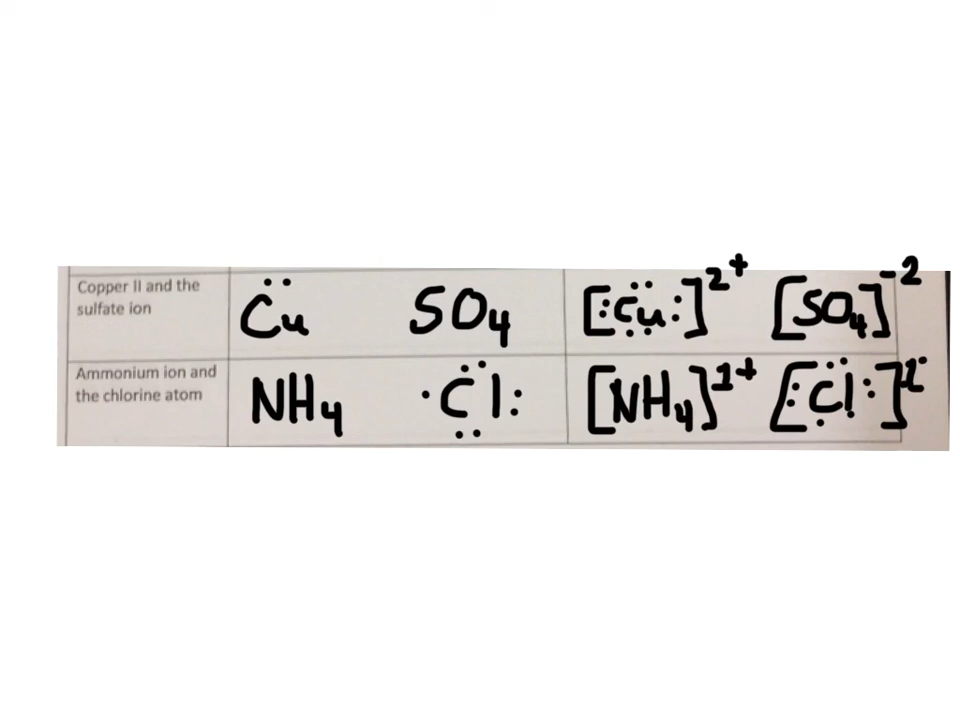 Copper II and the
sulfate ion
Cu SO4 [Cu]2+ [SO4]-2
Ammonium ion and
the chlorine atom
NH4 Cl [NH4]1+ [Cl]1-